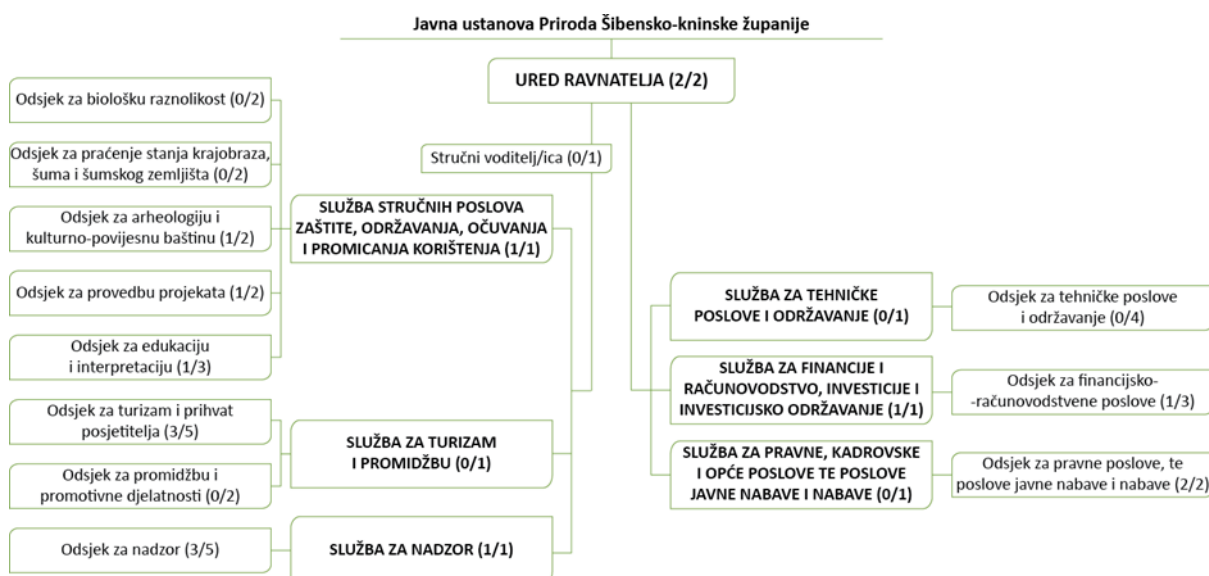 Javna ustanova Priroda Šibensko-kninske županije
URED RAVNATELJA (2/2)
Stručni voditelj/ica (0/1)
Odsjek za biološku raznolikost (0/2)
Odsjek za praćenje stanja krajobraza,
šuma i šumskog zemljišta (0/2)
Odsjek za arheologiju i
kulturno-povijesnu baštinu (1/2)
Odsjek za provedbu projekata (1/2)
Odsjek za edukaciju
i interpretaciju (1/3)
SLUŽBA STRUČNIH POSLOVA
ZAŠTITE, ODRŽAVANJA, OČUVANJA
I PROMICANJA KORIŠTENJA (1/1)
Odsjek za turizam i prihvat
posjetitelja (3/5)
Odsjek za promidžbu i
promotivne djelatnosti (0/2)
SLUŽBA ZA TURIZAM
I PROMIDŽBU (0/1)
Odsjek za nadzor (3/5)
SLUŽBA ZA NADZOR (1/1)
SLUŽBA ZA TEHNIČKE
POSLOVE I ODRŽAVANJE (0/1)
Odsjek za tehničke poslove
i održavanje (0/4)
SLUŽBA ZA FINANCIJE I
RAČUNOVODSTVO, INVESTICIJE I
INVESTICIJSKO ODRŽAVANJE (1/1)
Odsjek za financijsko-
-računovodstvene poslove (1/3)
SLUŽBA ZA PRAVNE, KADROVSKE
I OPĆE POSLOVE TE POSLOVE
JAVNE NABAVE I NABAVE (0/1)
Odsjek za pravne poslove, te
poslove javne nabave i nabave (2/2)